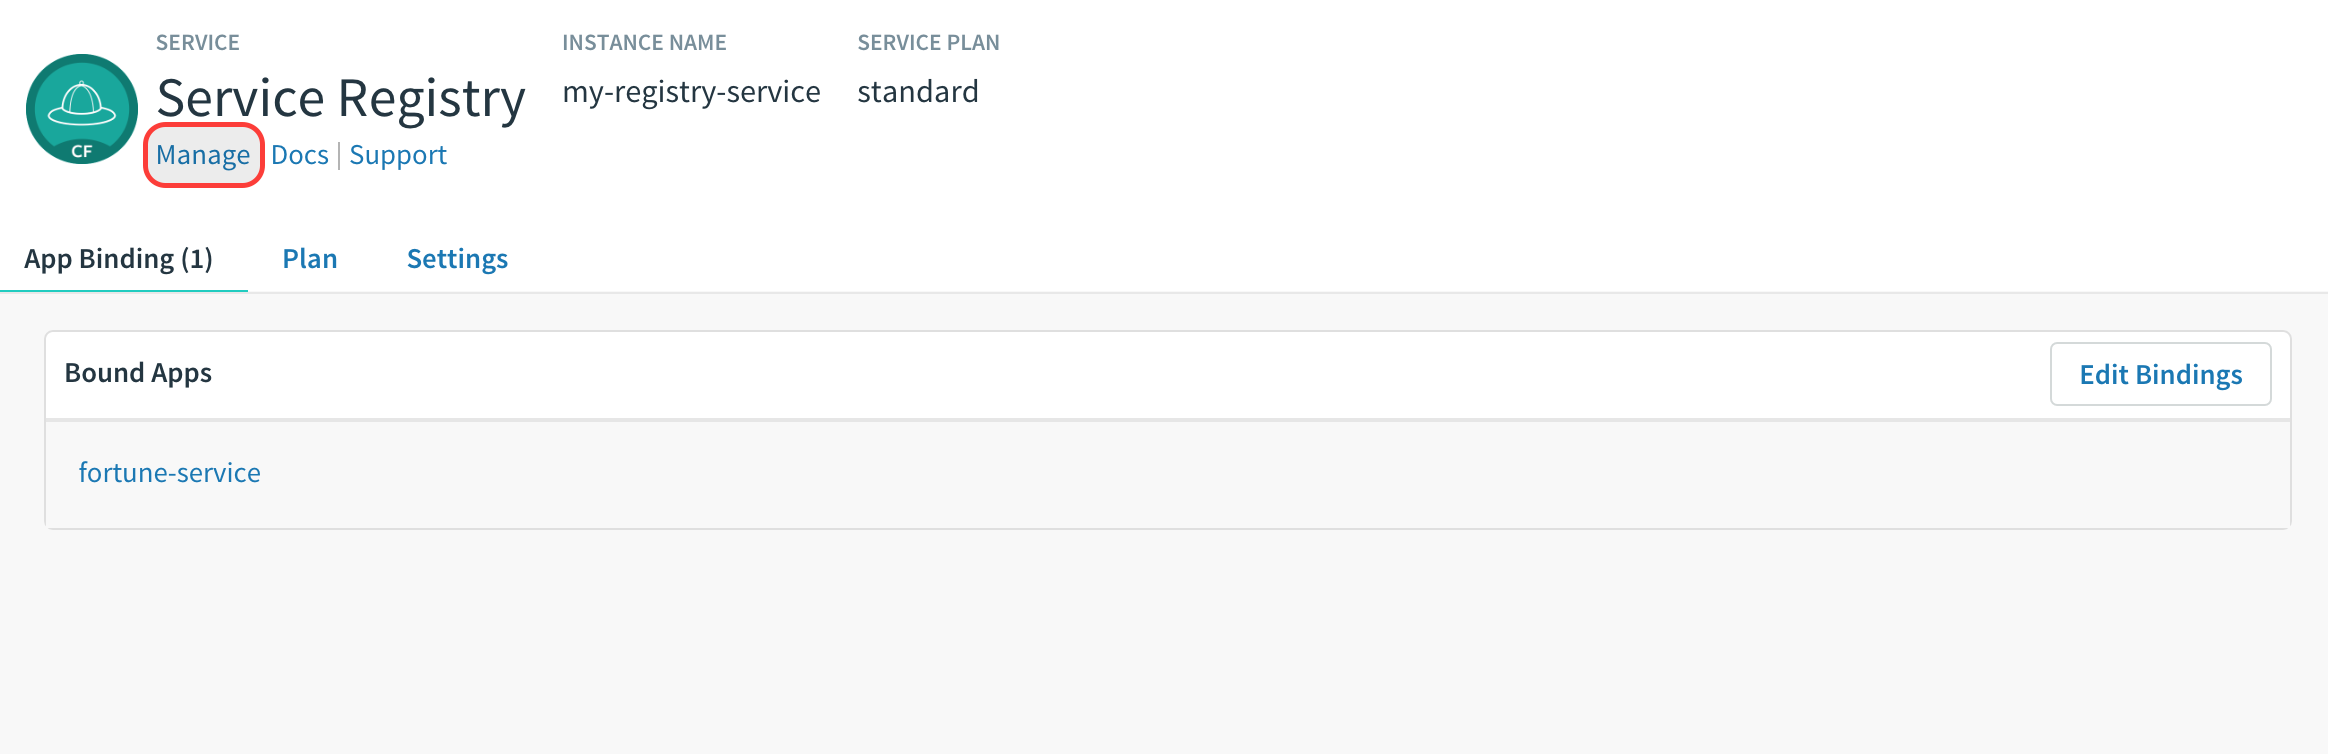 SERVICE
Service Registry
Manage Docs | Support
INSTANCE NAME
my-registry-service
SERVICE PLAN
standard
CF
App Binding (1) Plan Settings
Bound Apps Edit Bindings
fortune-service